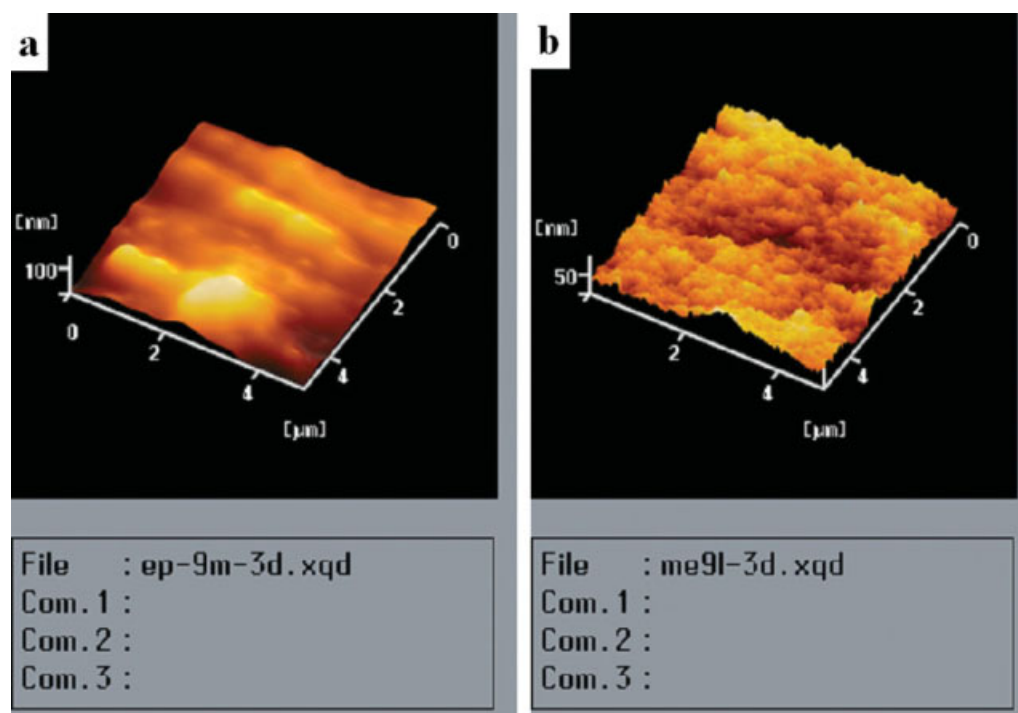 a
[nm]
100
0
2
4
[µm]
0
2
4
File : ep-9m-3d.xqd
Com.1 :
Com.2 :
Com.3 :
b
[nm]
50
2
4
[µm]
0
2
4
File : me9l-3d.xqd
Com.1 :
Com.2 :
Com.3 :